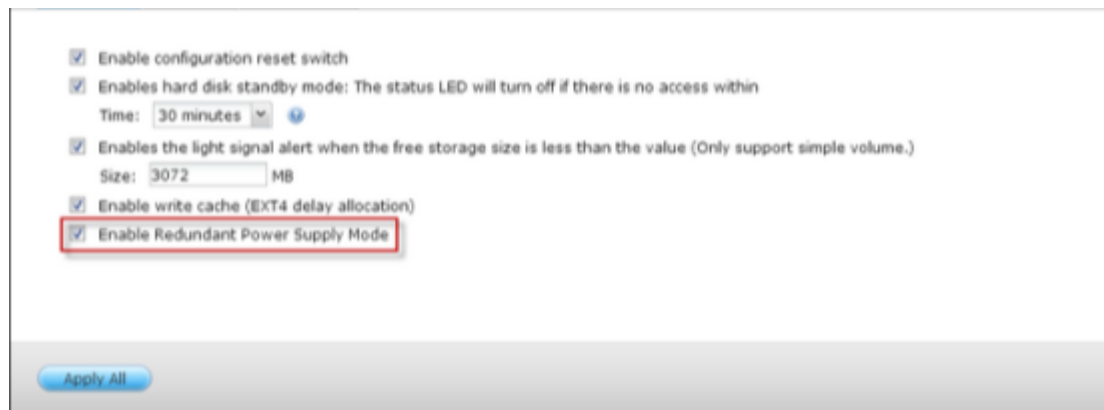 Enable configuration reset switch
Enables hard disk standby mode: The status LED will turn off if there is no access within
Time: 30 minutes
Enables the light signal alert when the free storage size is less than the value (Only support simple volume.)
Size: 3072 MB
Enable write cache (EXT4 delay allocation)
Enable Redundant Power Supply Mode
Apply All